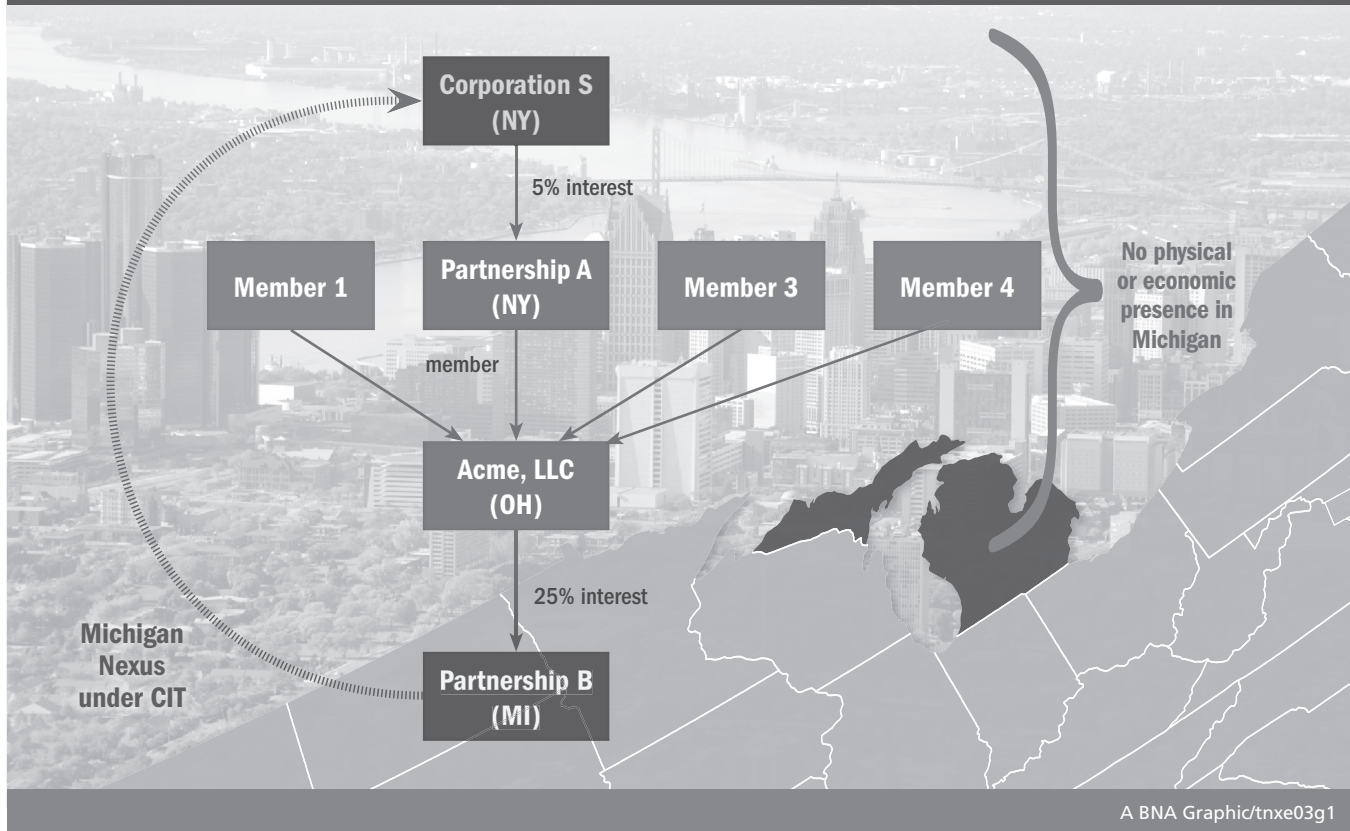 Corporation S
(NY)
5% interest
Member 1
Partnership A
(NY)
Member 3
Member 4
No physical
or economic
presence in
Michigan
member
Acme, LLC
(OH)
25% interest
Michigan
Nexus
under CIT
Partnership B
(MI)
A BNA Graphic/tnxe03g1